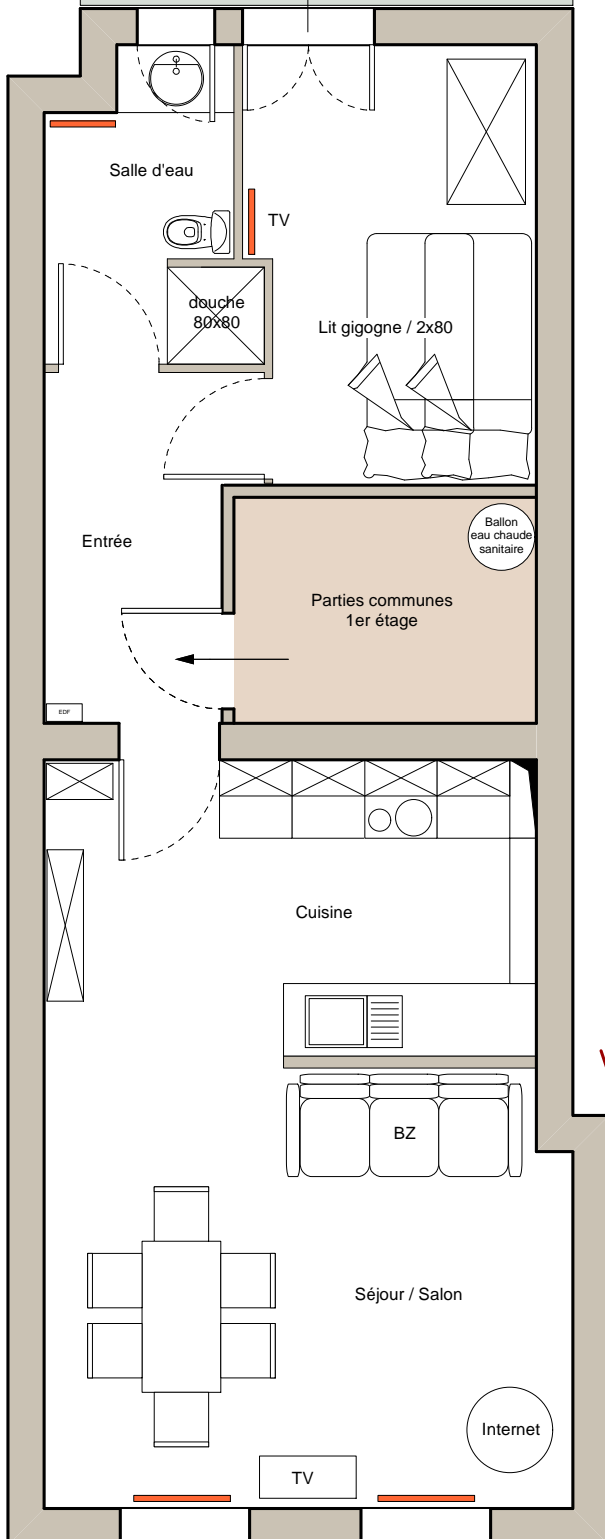 Salle d'eau
TV
douche
80x80
Lit gigogne / 2x80
Entrée
Ballon
eau chaude
sanitaire
Parties communes
1er étage
EDF
Cuisine
BZ
Séjour / Salon
Internet
TV